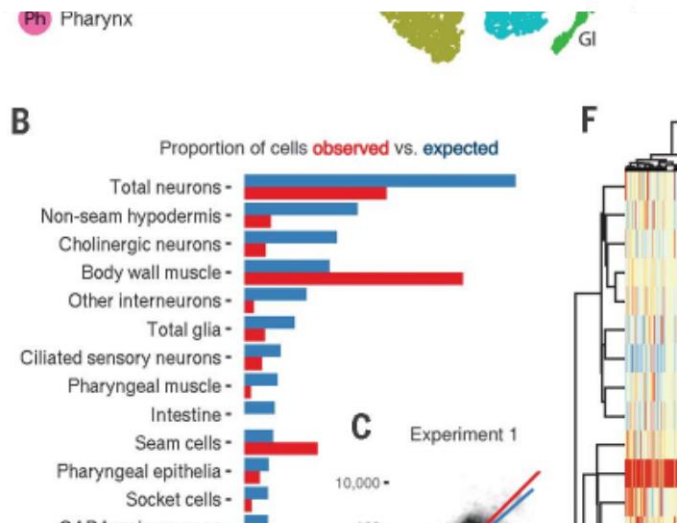 Ph Pharynx
Gl
B
Proportion of cells observed vs. expected
Total neurons
Non-seam hypodermis
Cholinergic neurons
Body wall muscle
Other interneurons
Total glia
Ciliated sensory neurons
Pharyngeal muscle
Intestine
Seam cells
Pharyngeal epithelia
Socket cells
C
Experiment 1
10,000
F